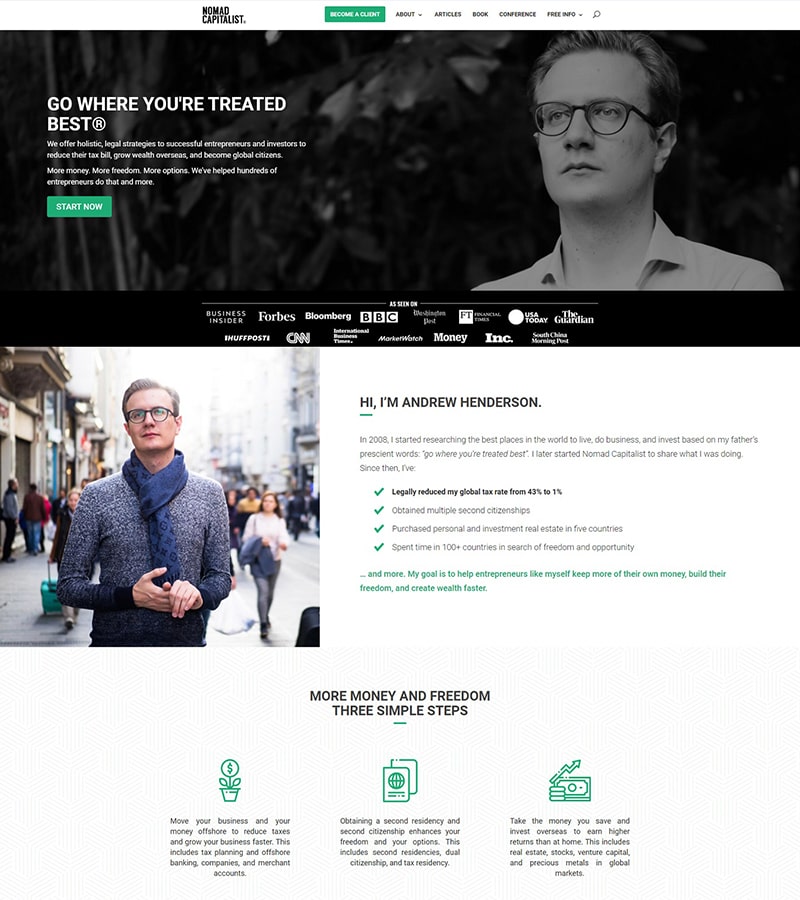 NOMAD
CAPITALIST®
BECOME A CLIENT ABOUT ARTICLES BOOK CONFERENCE FREE INFO
GO WHERE YOU'RE TREATED
BEST®
We offer holistic, legal strategies to successful entrepreneurs and investors to
reduce their tax bill, grow wealth overseas, and become global citizens.
More money. More freedom. More options. We've helped hundreds of
entrepreneurs do that and more.
START NOW
AS SEEN ON
BUSINESS
INSIDER
Forbes
Bloomberg
BBC
Washington
Post
FT FINANCIAL
TIMES
USA
TODAY
The
Guardian
IHUFFPOSTI
CNN
International
Business
Times.
MarketWatch
Money
Inc.
South China
Morning Post
HI, I'M ANDREW HENDERSON.
In 2008, I started researching the best places in the world to live, do business, and invest based on my father's
prescient words: "go where you're treated best". I later started Nomad Capitalist to share what I was doing.
Since then, I've:
Legally reduced my global tax rate from 43% to 1%
Obtained multiple second citizenships
Purchased personal and investment real estate in five countries
Spent time in 100+ countries in search of freedom and opportunity
... and more. My goal is to help entrepreneurs like myself keep more of their own money, build their
freedom, and create wealth faster.
MORE MONEY AND FREEDOM
THREE SIMPLE STEPS
Move your business and your
money offshore to reduce taxes
and grow your business faster. This
includes tax planning and offshore
banking, companies, and merchant
accounts.
Obtaining a second residency and
second citizenship enhances your
freedom and your options. This
includes second residencies, dual
citizenship, and tax residency.
Take the money you save and
invest overseas to earn higher
returns than at home. This includes
real estate, stocks, venture capital,
and precious metals in global
markets.